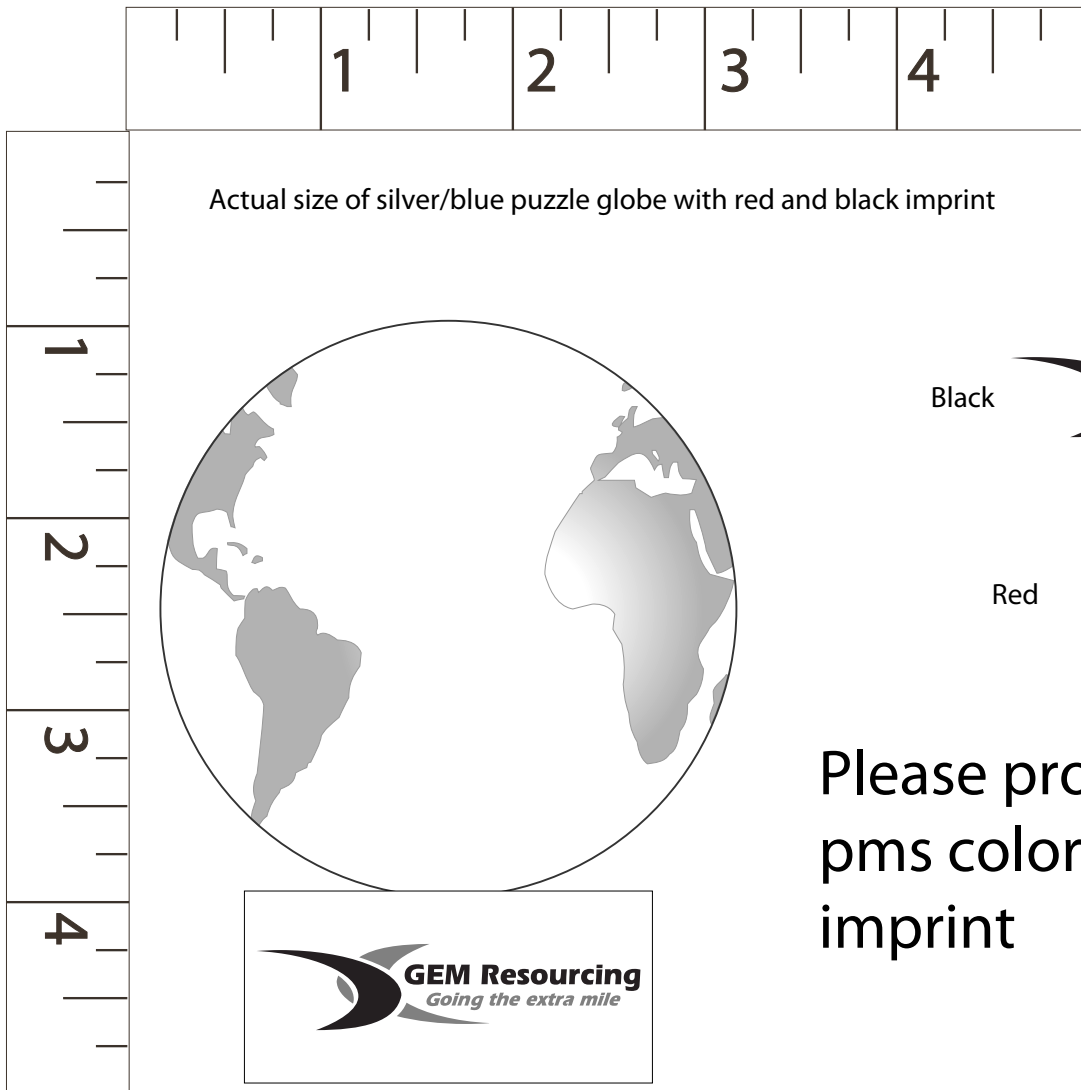 1 2 3 4
Actual size of silver/blue puzzle globe with red and black imprint
1
2
3
4
Black
Red
Please pro
pms color
imprint
GEM Resourcing
Going the extra mile